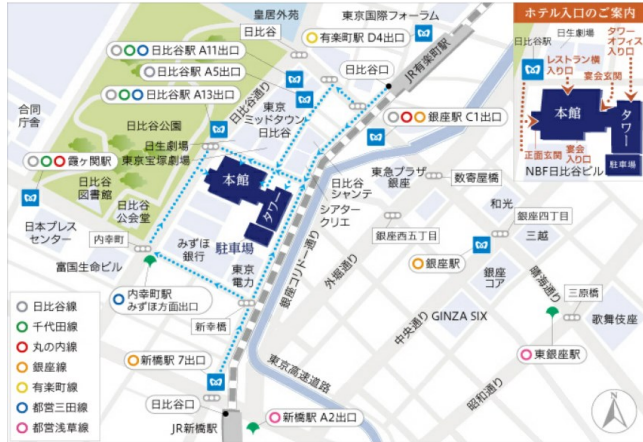 皇居外苑
東京国際フォーラム
日比谷
有楽町駅 D4出口
日比谷駅 A11出口
日比谷口
JR有楽町駅
日比谷駅 A5出口
日比谷駅 A13出口
日比谷通り
東京
ミッドタウン
日比谷
合同
庁舎
日比谷公園
銀座駅 C1出口
日生劇場
東京宝塚劇場
霞ヶ関駅
本館
タワー
日比谷
図書館
日比谷
公会堂
日比谷
シャンテ
シアター
クリエ
東急プラザ
銀座
数寄屋橋
和光
銀座四丁目
三越
日本プレス
センター
内幸町
みずほ
銀行
駐車場
銀座西五丁目
銀座駅
富国生命ビル
東京
電力
銀座コリドー通り
外堀通り
銀座
コア
晴海通り
三原橋
内幸町駅
みずほ方面出口
新幸橋
中央通り
GINZA SIX
歌舞伎座
東銀座駅
新橋駅 7出口
東京高速道路
昭和通り
日比谷口
JR新橋駅
新橋駅 A2出口
日比谷線
千代田線
丸の内線
銀座線
有楽町線
都営三田線
都営浅草線
N
ホテル入口のご案内
日比谷駅
日生劇場
タワー
オフィス
入り口
レストラン横
入り口
宴会玄関
本館
タワー
正面玄関
宴会
入り口
NBF日比谷ビル
駐車場